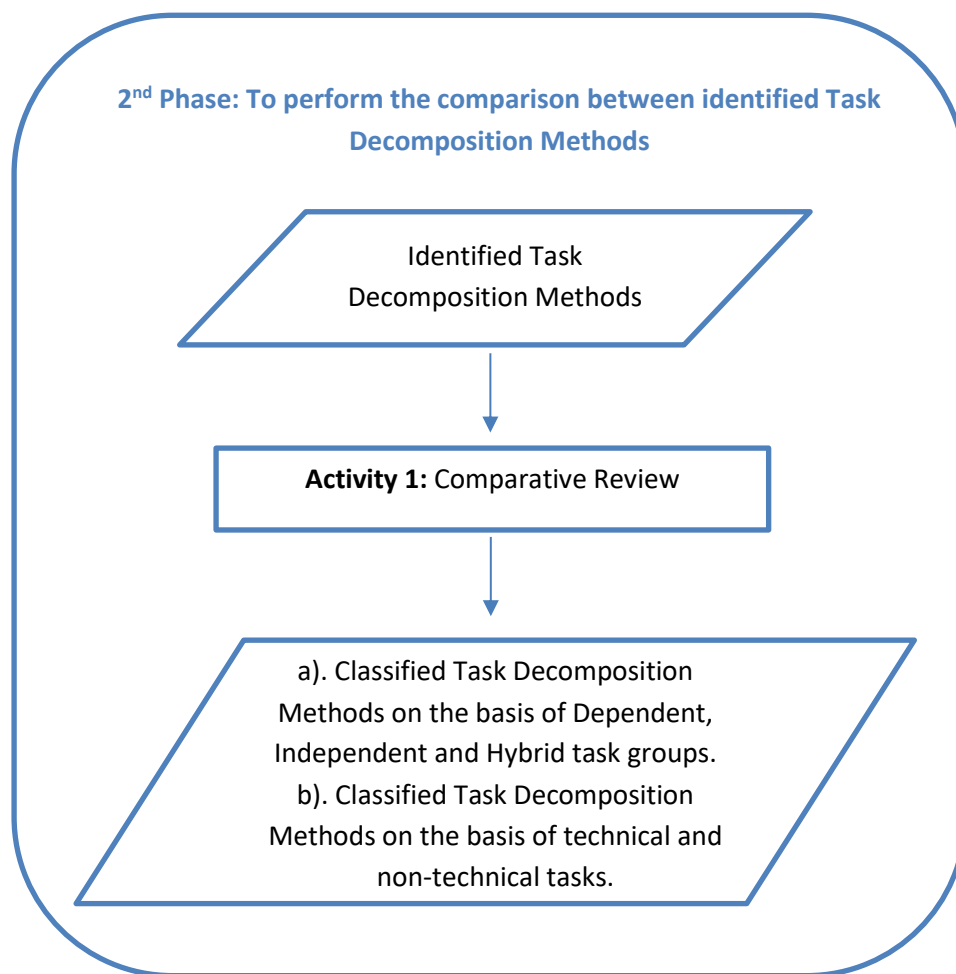 2nd Phase: To perform the comparison between identified Task
Decomposition Methods
Identified Task
Decomposition Methods
Activity 1: Comparative Review
a). Classified Task Decomposition
Methods on the basis of Dependent,
Independent and Hybrid task groups.
b). Classified Task Decomposition
Methods on the basis of technical and
non-technical tasks.